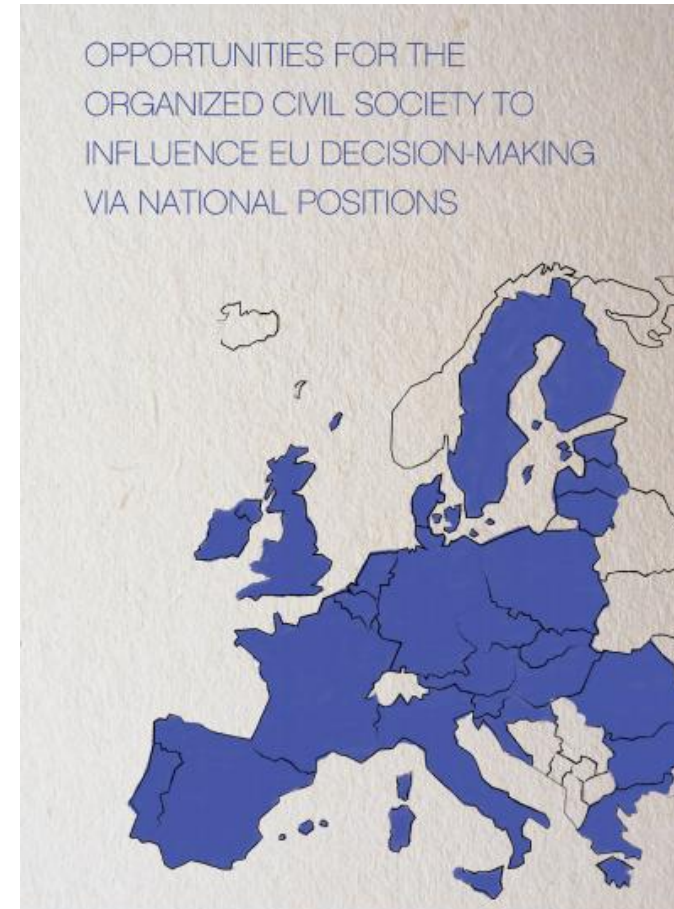 OPPORTUNITIES FOR THE
ORGANIZED CIVIL SOCIETY TO
INFLUENCE EU DECISION-MAKING
VIA NATIONAL POSITIONS